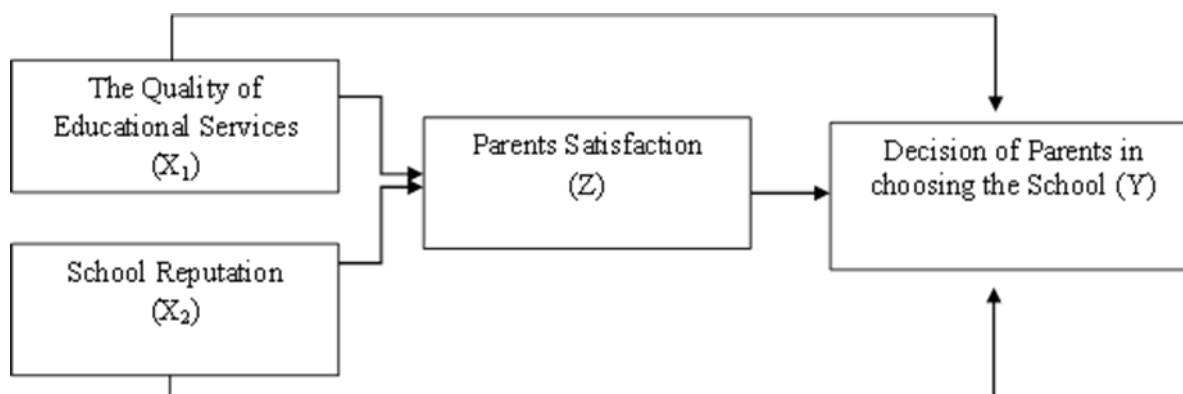 The Quality of
Educational Services
(X₁)
Parents Satisfaction
(Z)
Decision of Parents in
choosing the School (Y)
School Reputation
(X₂)